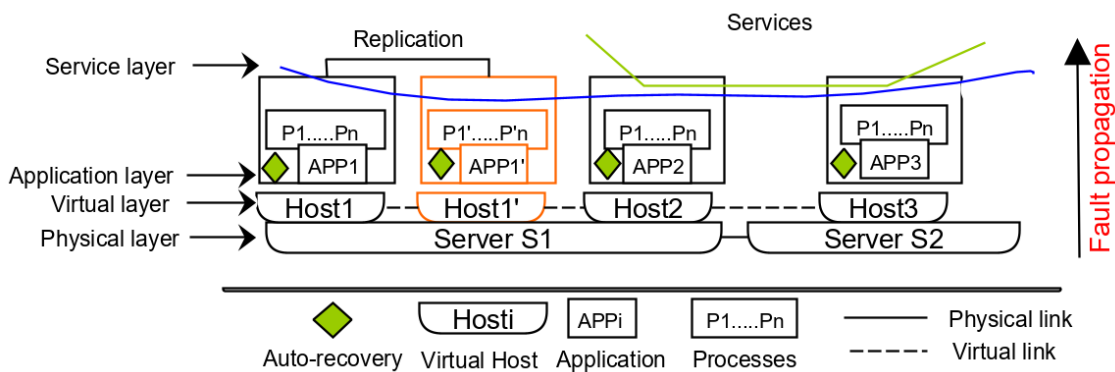 Services
Replication
Service layer
P1.....Pn
P1'.....P'n
P1.....Pn
P1.....Pn
APP1
APP1'
APP2
APP3
Application layer
Virtual layer
Host1
Host1'
Host2
Host3
Physical layer
Server S1
Server S2
Fault propagation
Hosti
APPi
P1.....Pn
Physical link
Virtual link
Auto-recovery
Virtual Host
Application
Processes